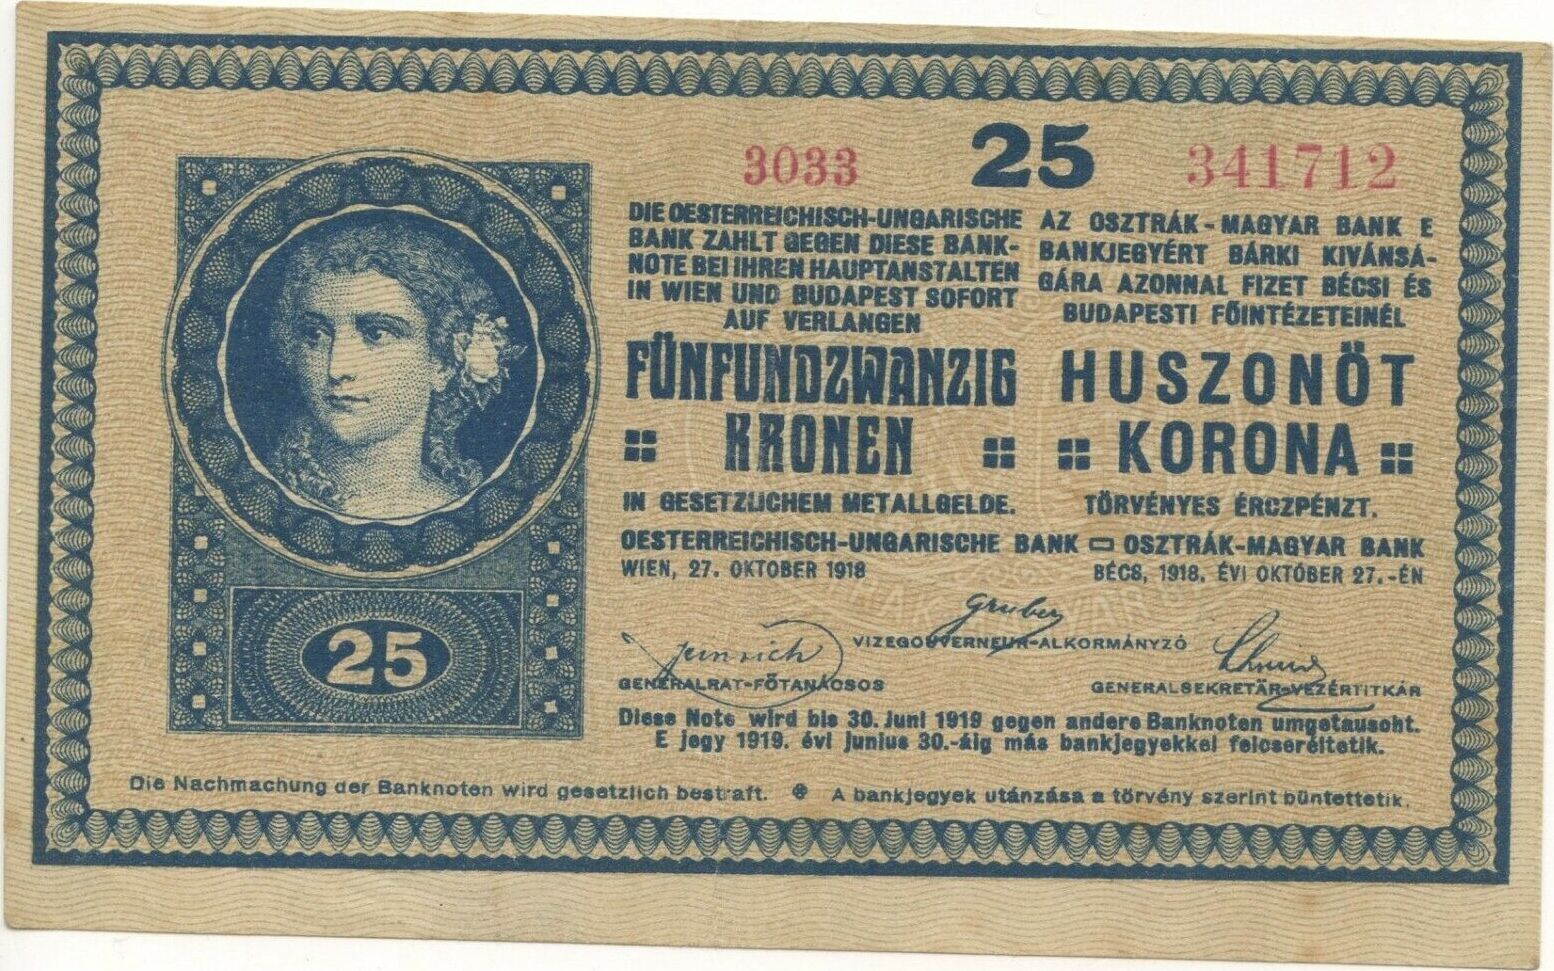 3033 25 341712
DIE OESTERREICHISCH-UNGARISCHE
BANK ZAHLT GEGEN DIESE BANK-
NOTE BEI IHREN HAUPTANSTALTEN
IN WIEN UND BUDAPEST SOFORT
AUF VERLANGEN
FÜNFUNDZWANZIG
KRONEN
IN GESETZLICHEM METALLGELDE.
AZ OSZTRÁK-MAGYAR BANK E
BANKJEGYÉRT BÁRKI KIVÁNSÁ-
GÁRA AZONNAL FIZET BÉCSI ÉS
BUDAPESTI FŐINTÉZETEINÉL
HUSZONÖT
KORONA
TÖRVÉNYES ÉRCZPÉNZT.
OESTERREICHISCH-UNGARISCHE BANK OSZTRÁK-MAGYAR BANK
WIEN, 27. OKTOBER 1918 BÉCS, 1918. ÉVI OKTÓBER 27.-ÉN
Gruber
VIZEGOUVERNEUR-ALKORMÁNYZÓ
GENERALRAT-FŐTANÁCSOS GENERALSEKRETÄR-VEZÉRTITKÁR
Diese Note wird bis 30. Juni 1919 gegen andere Banknoten umgetauscht.
E jegy 1919. évi junius 30.-áig más bankjegyekkel felcseréltetik.
25
Die Nachmachung der Banknoten wird gesetzlich bestraft. A bankjegyek utánzása a törvény szerint büntettetik.